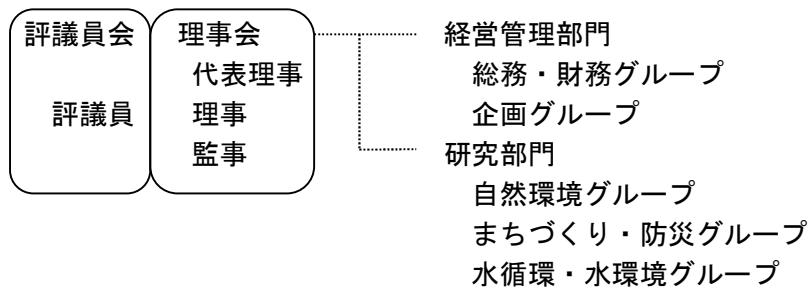 評議員会
評議員
理事会
代表理事
理事
監事
経営管理部門
総務・財務グループ
企画グループ
研究部門
自然環境グループ
まちづくり・防災グループ
水循環・水環境グループ